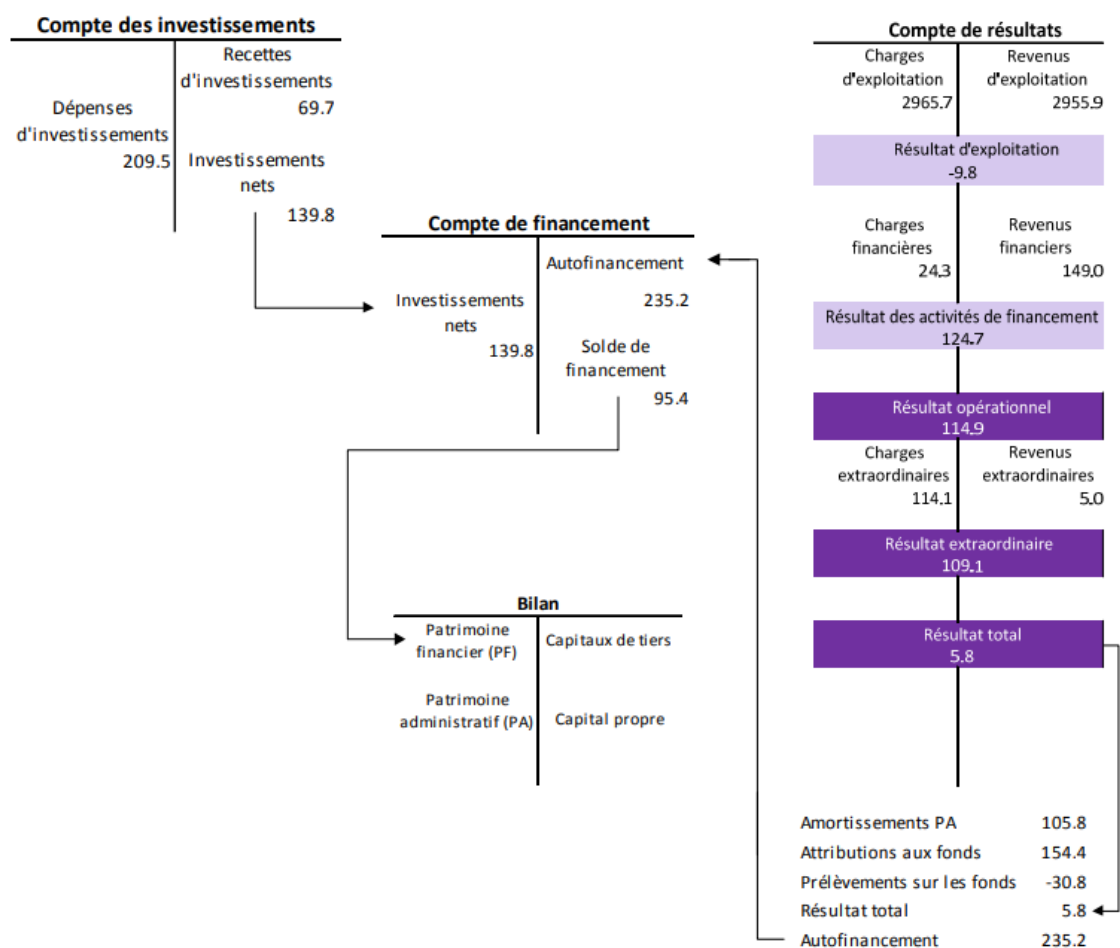 Compte des investissements
Recettes
d'investissements
69.7
Dépenses
d'investissements
209.5
Investissements
nets
139.8
Compte de financement
Autofinancement
235.2
Investissements
nets
139.8
Solde de
financement
95.4
Bilan
Patrimoine
financier (PF)
Capitaux de tiers
Patrimoine
administratif (PA)
Capital propre
Compte de résultats
Charges
d'exploitation
2965.7
Revenus
d'exploitation
2955.9
Résultat d'exploitation
-9.8
Charges
financières
24.3
Revenus
financiers
149.0
Résultat des activités de financement
124.7
Résultat opérationnel
114.9
Charges
extraordinaires
114.1
Revenus
extraordinaires
5.0
Résultat extraordinaire
109.1
Résultat total
5.8
Amortissements PA 105.8
Attributions aux fonds 154.4
Prélèvements sur les fonds -30.8
Résultat total 5.8
Autofinancement 235.2